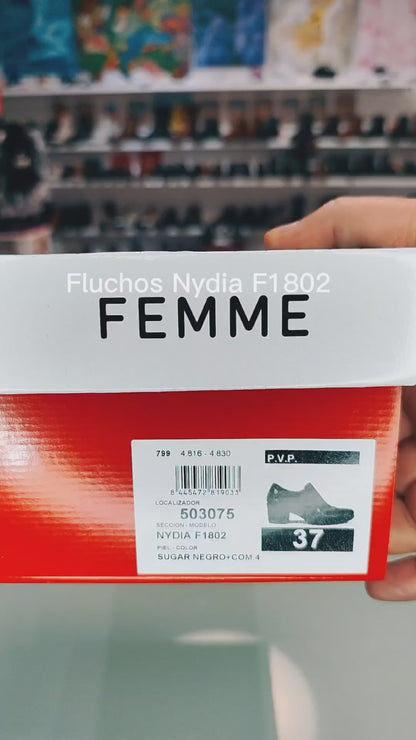 Fluchos Nydia F1802
FEMME
799 4.816 - 4.830
8 445472 819033
LOCALIZADOR
503075
SECCION - MODELO
NYDIA F1802
PIEL - COLOR
SUGAR NEGRO+COM 4
P.V.P.
37